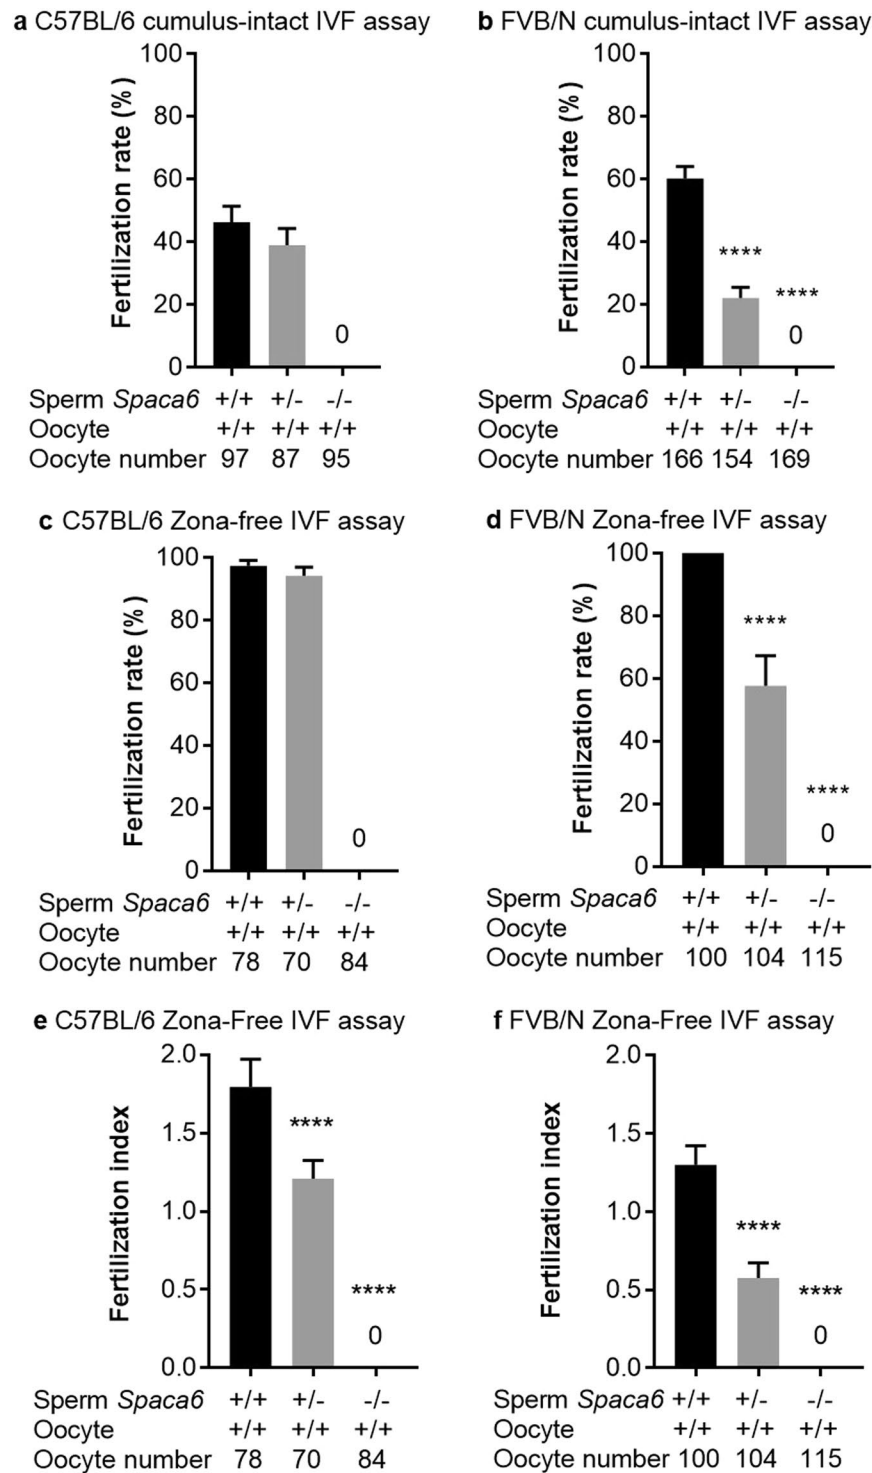 a C57BL/6 cumulus-intact IVF assay
Fertilization rate (%)
100
80
60
40
20
0
0
Sperm Spaca6 +/+ +/- -/-
Oocyte +/+ +/+ +/+
Oocyte number 97 87 95
b FVB/N cumulus-intact IVF assay
Fertilization rate (%)
100
80
60
40
20
0
****
****
0
Sperm Spaca6 +/+ +/- -/-
Oocyte +/+ +/+ +/+
Oocyte number 166 154 169
c C57BL/6 Zona-free IVF assay
Fertilization rate (%)
100
80
60
40
20
0
0
Sperm Spaca6 +/+ +/- -/-
Oocyte +/+ +/+ +/+
Oocyte number 78 70 84
d FVB/N Zona-free IVF assay
Fertilization rate (%)
100
80
60
40
20
0
****
****
0
Sperm Spaca6 +/+ +/- -/-
Oocyte +/+ +/+ +/+
Oocyte number 100 104 115
e C57BL/6 Zona-Free IVF assay
Fertilization index
2.0
1.5
1.0
0.5
0.0
****
****
0
Sperm Spaca6 +/+ +/- -/-
Oocyte +/+ +/+ +/+
Oocyte number 78 70 84
f FVB/N Zona-Free IVF assay
Fertilization index
2.0
1.5
1.0
0.5
0.0
****
****
0
Sperm Spaca6 +/+ +/- -/-
Oocyte +/+ +/+ +/+
Oocyte number 100 104 115